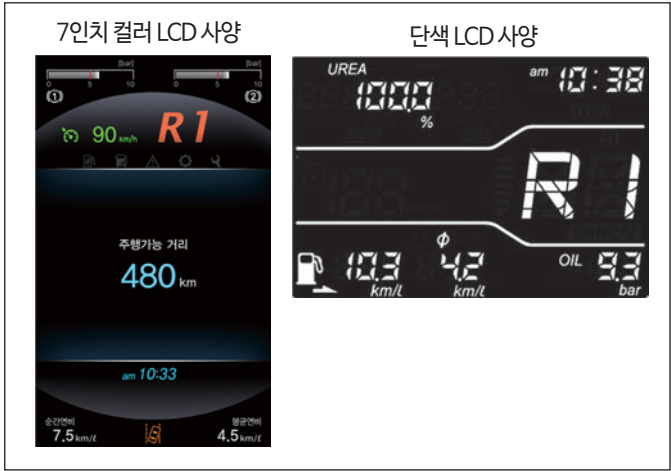 7인치 컬러 LCD 사양
[bar]
[bar]
0 5 10
0 5 10
(1)
(2)
90 km/h
R1
주행가능 거리
480 km
am 10:33
순간연비
평균연비
7.5 km/ℓ
4.5 km/ℓ
단색 LCD 사양
UREA
am 10:38
100.0
%
R1
10.3
km/ℓ
ϕ
4.2
km/ℓ
OIL
9.3
bar